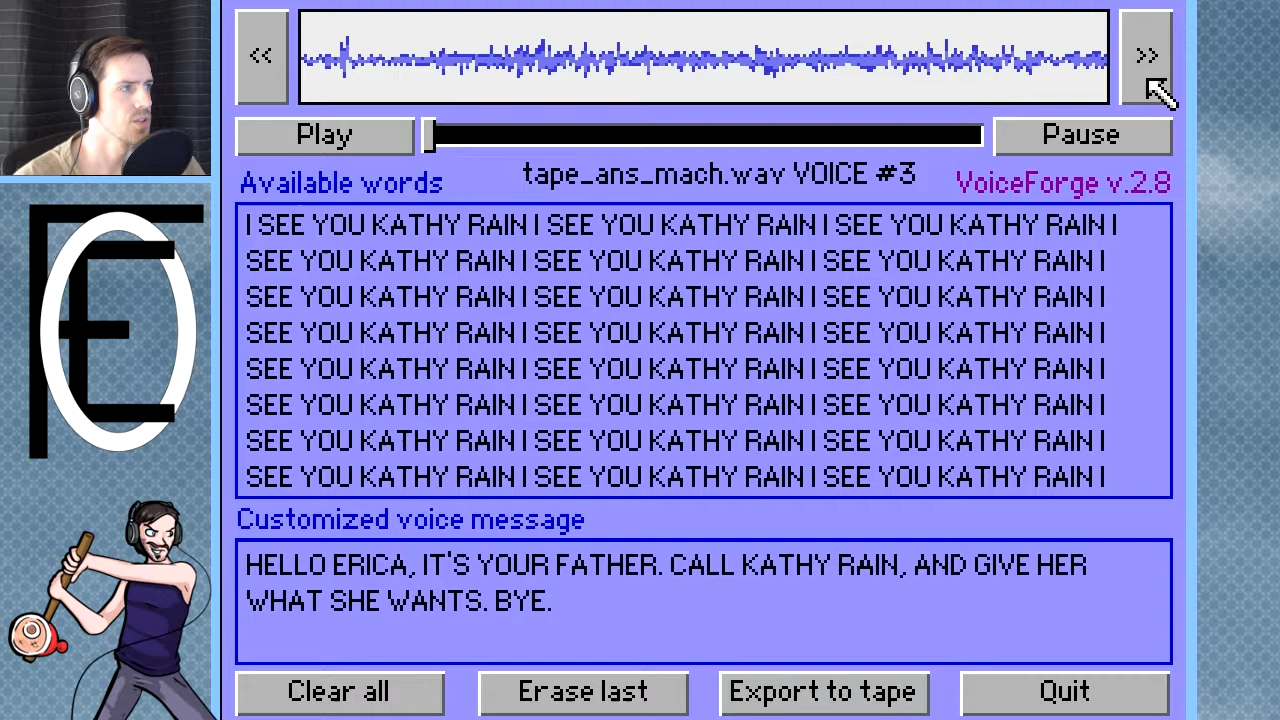 << >>
Play Pause
tape_ans_mach.wav VOICE #3
Available words VoiceForge v.2.8
I SEE YOU KATHY RAIN I SEE YOU KATHY RAIN I SEE YOU KATHY RAIN I
SEE YOU KATHY RAIN I SEE YOU KATHY RAIN I SEE YOU KATHY RAIN I
SEE YOU KATHY RAIN I SEE YOU KATHY RAIN I SEE YOU KATHY RAIN I
SEE YOU KATHY RAIN I SEE YOU KATHY RAIN I SEE YOU KATHY RAIN I
SEE YOU KATHY RAIN I SEE YOU KATHY RAIN I SEE YOU KATHY RAIN I
SEE YOU KATHY RAIN I SEE YOU KATHY RAIN I SEE YOU KATHY RAIN I
SEE YOU KATHY RAIN I SEE YOU KATHY RAIN I SEE YOU KATHY RAIN I
SEE YOU KATHY RAIN I SEE YOU KATHY RAIN I SEE YOU KATHY RAIN I
Customized voice message
HELLO ERICA, IT'S YOUR FATHER. CALL KATHY RAIN, AND GIVE HER
WHAT SHE WANTS. BYE.
Clear all Erase last Export to tape Quit